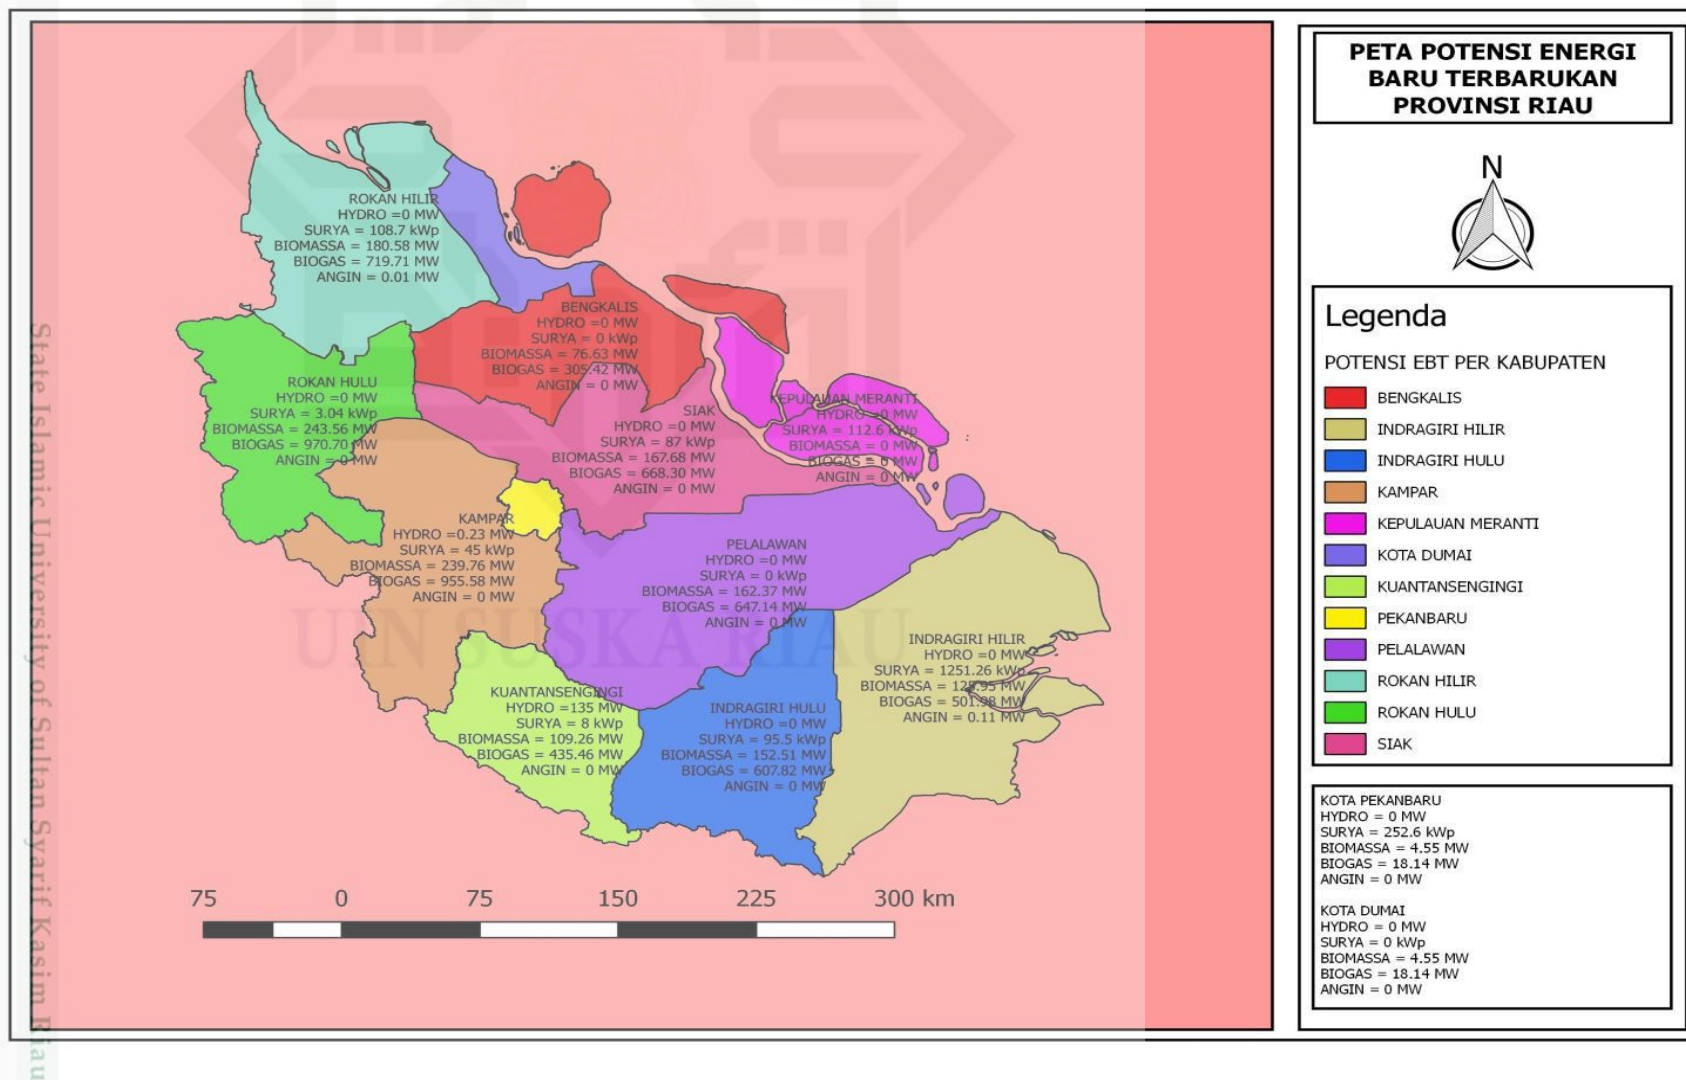 PETA POTENSI ENERGI
BARU TERBARUKAN
PROVINSI RIAU
N
Legenda
POTENSI EBT PER KABUPATEN
BENGKALIS
INDRAGIRI HILIR
INDRAGIRI HULU
KAMPAR
KEPULAUAN MERANTI
KOTA DUMAI
KUANTANSENGINGI
PEKANBARU
PELALAWAN
ROKAN HILIR
ROKAN HULU
SIAK
KOTA PEKANBARU
HYDRO = 0 MW
SURYA = 252.6 kWp
BIOMASSA = 4.55 MW
BIOGAS = 18.14 MW
ANGIN = 0 MW
KOTA DUMAI
HYDRO = 0 MW
SURYA = 0 kWp
BIOMASSA = 4.55 MW
BIOGAS = 18.14 MW
ANGIN = 0 MW
ROKAN HILIR
HYDRO =0 MW
SURYA = 108.7 kWp
BIOMASSA = 180.58 MW
BIOGAS = 719.71 MW
ANGIN = 0.01 MW
BENGKALIS
HYDRO =0 MW
SURYA = 0 kWp
BIOMASSA = 76.63 MW
BIOGAS = 305.42 MW
ANGIN = 0 MW
ROKAN HULU
HYDRO =0 MW
SURYA = 3.04 kWp
BIOMASSA = 243.56 MW
BIOGAS = 970.70 MW
ANGIN = 0 MW
SIAK
HYDRO =0 MW
SURYA = 87 kWp
BIOMASSA = 167.68 MW
BIOGAS = 668.30 MW
ANGIN = 0 MW
KEPULAUAN MERANTI
HYDRO =0 MW
SURYA = 112.6 kWp
BIOMASSA = 0 MW
BIOGAS = 0 MW
ANGIN = 0 MW
KAMPAR
HYDRO =0.23 MW
SURYA = 45 kWp
BIOMASSA = 239.76 MW
BIOGAS = 955.58 MW
ANGIN = 0 MW
PELALAWAN
HYDRO =0 MW
SURYA = 0 kWp
BIOMASSA = 162.37 MW
BIOGAS = 647.14 MW
ANGIN = 0 MW
INDRAGIRI HILIR
HYDRO =0 MW
SURYA = 1251.26 kWp
BIOMASSA = MW
BIOGAS = 501.98 MW
ANGIN = 0.11 MW
KUANTANSENGINGI
HYDRO =135 MW
SURYA = 8 kWp
BIOMASSA = 109.26 MW
BIOGAS = 435.46 MW
ANGIN = 0 MW
INDRAGIRI HULU
HYDRO =0 MW
SURYA = 95.5 kWp
BIOMASSA = 152.51 MW
BIOGAS = 607.82 MW
ANGIN = 0 MW
75 0 75 150 225 300 km
UIN SUSKA RIAU
State Islamic University of Sultan Syarif Kasim Riau